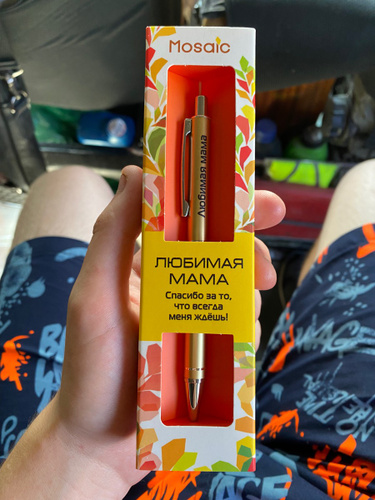 Mosaic
Любимая мама
ЛЮБИМАЯ
МАМА
Спасибо за то,
что всегда
меня ждёшь!